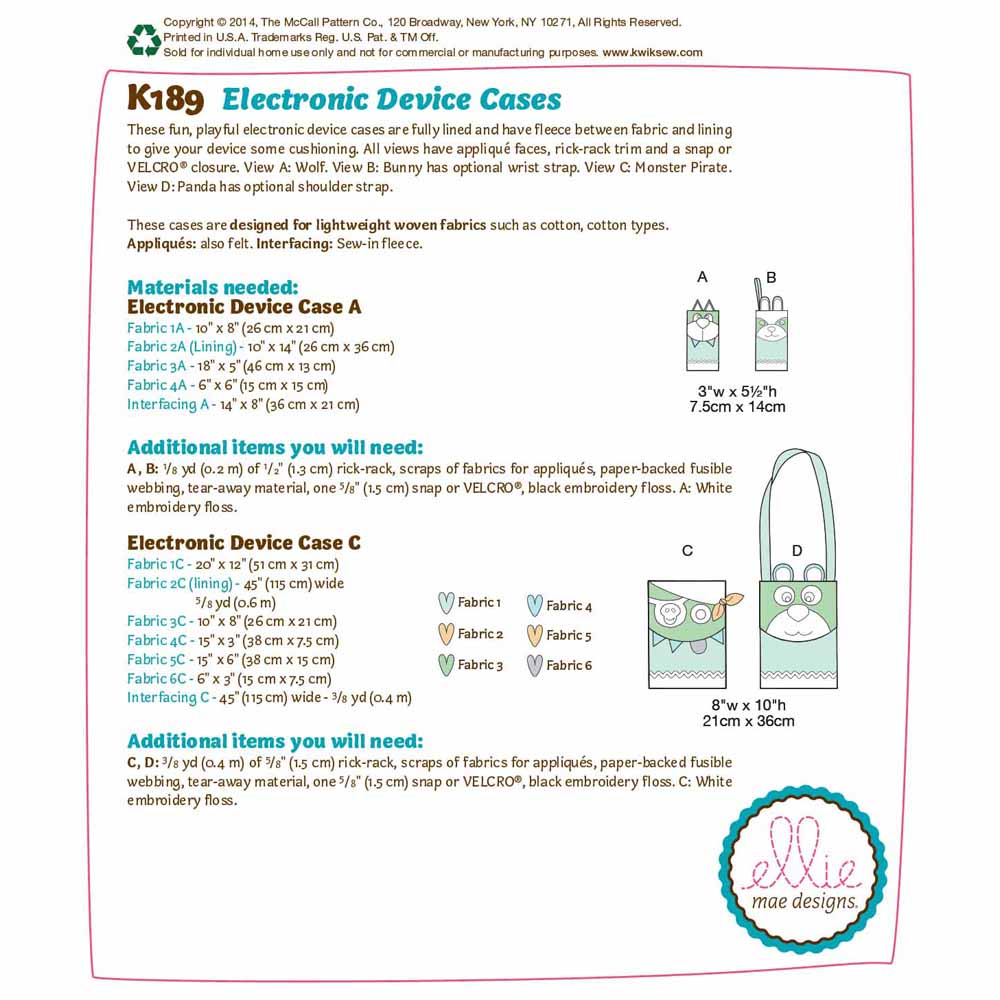 Copyright © 2014, The McCall Pattern Co., 120 Broadway, New York, NY 10271, All Rights Reserved.
Printed in U.S.A. Trademarks Reg. U.S. Pat. & TM Off.
Sold for individual home use only and not for commercial or manufacturing purposes. www.kwiksew.com
K189 Electronic Device Cases
These fun, playful electronic device cases are fully lined and have fleece between fabric and lining
to give your device some cushioning. All views have appliqué faces, rick-rack trim and a snap or
VELCRO® closure. View A: Wolf. View B: Bunny has optional wrist strap. View C: Monster Pirate.
View D: Panda has optional shoulder strap.
These cases are designed for lightweight woven fabrics such as cotton, cotton types.
Appliqués: also felt. Interfacing: Sew-in fleece.
Materials needed:
Electronic Device Case A
Fabric 1A - 10" x 8" (26 cm x 21 cm)
Fabric 2A (Lining) - 10" x 14" (26 cm x 36 cm)
Fabric 3A - 18" x 5" (46 cm x 13 cm)
Fabric 4A - 6" x 6" (15 cm x 15 cm)
Interfacing A - 14" x 8" (36 cm x 21 cm)
A B
3"w x 5½"h
7.5cm x 14cm
Additional items you will need:
A, B: 1/8 yd (0.2 m) of 1/2" (1.3 cm) rick-rack, scraps of fabrics for appliqués, paper-backed fusible
webbing, tear-away material, one 5/8" (1.5 cm) snap or VELCRO®, black embroidery floss. A: White
embroidery floss.
Electronic Device Case C
Fabric 1C - 20" x 12" (51 cm x 31 cm)
Fabric 2C (lining) - 45" (115 cm) wide
5/8 yd (0.6 m)
Fabric 3C - 10" x 8" (26 cm x 21 cm)
Fabric 4C - 15" x 3" (38 cm x 7.5 cm)
Fabric 5C - 15" x 6" (38 cm x 15 cm)
Fabric 6C - 6" x 3" (15 cm x 7.5 cm)
Interfacing C - 45" (115 cm) wide - 3/8 yd (0.4 m)
Fabric 1 Fabric 4
Fabric 2 Fabric 5
Fabric 3 Fabric 6
C D
8"w x 10"h
21cm x 36cm
Additional items you will need:
C, D: 3/8 yd (0.4 m) of 5/8" (1.5 cm) rick-rack, scraps of fabrics for appliqués, paper-backed fusible
webbing, tear-away material, one 5/8" (1.5 cm) snap or VELCRO®, black embroidery floss. C: White
embroidery floss.
ellie
mae designs